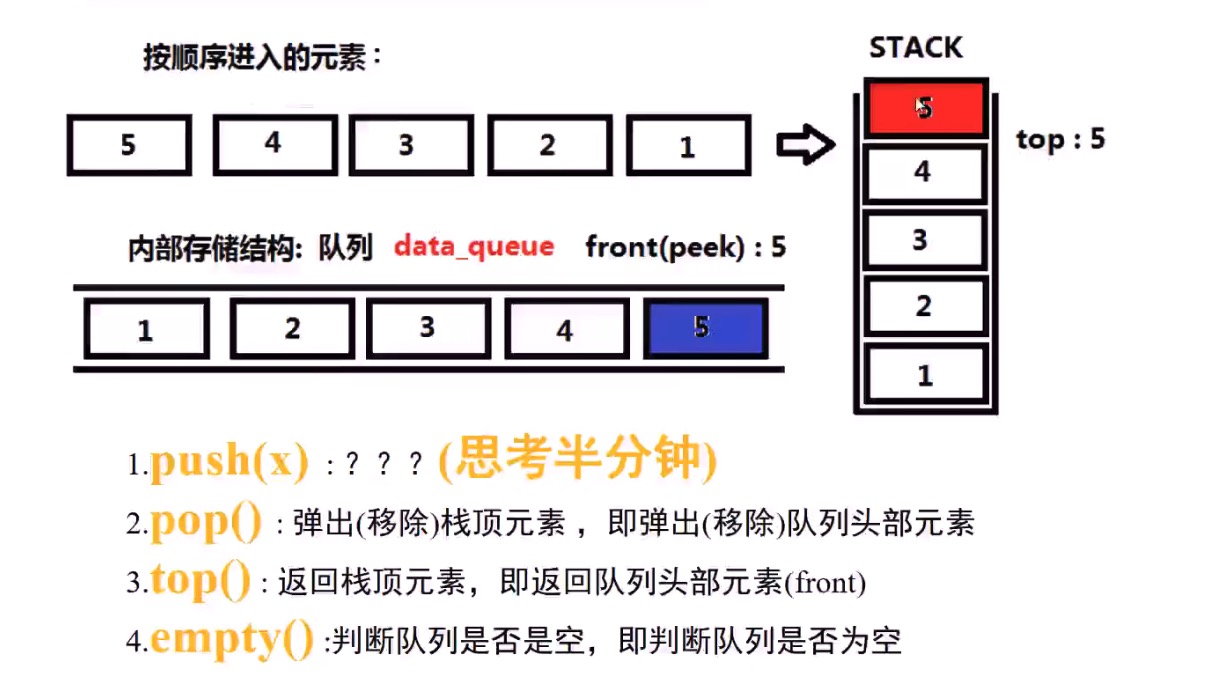 按顺序进入的元素：
STACK
5 4 3 2 1
5
top : 5
4
3
2
1
内部存储结构: 队列 data_queue front(peek) : 5
1 2 3 4 5
1.push(x) : ？？？(思考半分钟)
2.pop() : 弹出(移除)栈顶元素 ，即弹出(移除)队列头部元素
3.top() : 返回栈顶元素，即返回队列头部元素(front)
4.empty() :判断队列是否是空，即判断队列是否为空